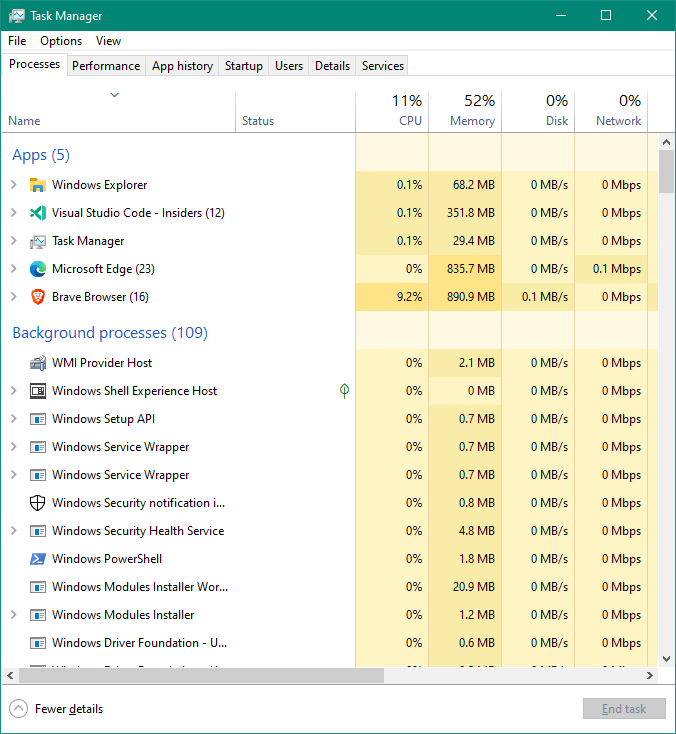 Task Manager
File Options View
Processes Performance App history Startup Users Details Services
11% 52% 0% 0%
Name Status CPU Memory Disk Network
Apps (5)
Windows Explorer 0.1% 68.2 MB 0 MB/s 0 Mbps
Visual Studio Code - Insiders (12) 0.1% 351.8 MB 0 MB/s 0 Mbps
Task Manager 0.1% 29.4 MB 0 MB/s 0 Mbps
Microsoft Edge (23) 0% 835.7 MB 0 MB/s 0.1 Mbps
Brave Browser (16) 9.2% 890.9 MB 0.1 MB/s 0 Mbps
Background processes (109)
WMI Provider Host 0% 2.1 MB 0 MB/s 0 Mbps
Windows Shell Experience Host 0% 0 MB 0 MB/s 0 Mbps
Windows Setup API 0% 0.7 MB 0 MB/s 0 Mbps
Windows Service Wrapper 0% 0.7 MB 0 MB/s 0 Mbps
Windows Service Wrapper 0% 0.7 MB 0 MB/s 0 Mbps
Windows Security notification i... 0% 0.8 MB 0 MB/s 0 Mbps
Windows Security Health Service 0% 4.8 MB 0 MB/s 0 Mbps
Windows PowerShell 0% 1.8 MB 0 MB/s 0 Mbps
Windows Modules Installer Wor... 0% 20.9 MB 0 MB/s 0 Mbps
Windows Modules Installer 0% 1.2 MB 0 MB/s 0 Mbps
Windows Driver Foundation - U... 0% 0.6 MB 0 MB/s 0 Mbps
Fewer details End task